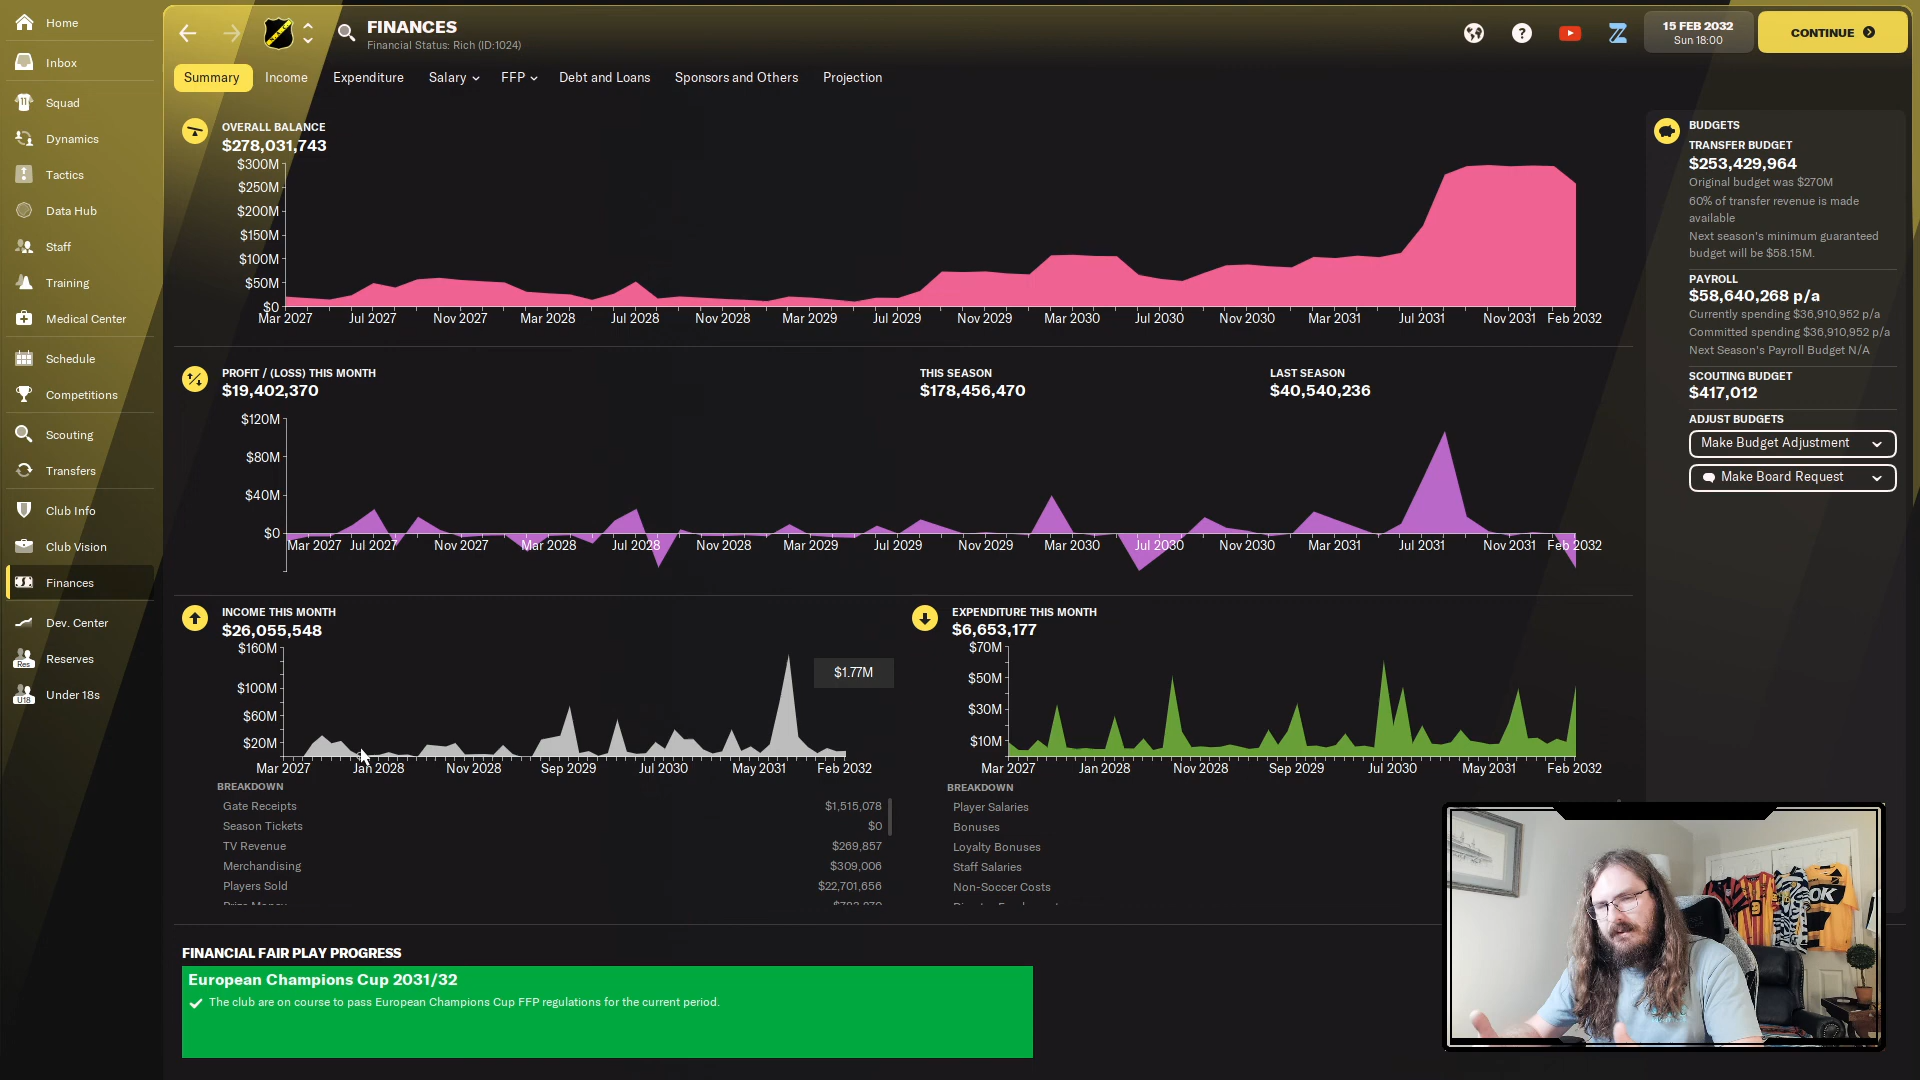 Home
Inbox
Squad
Dynamics
Tactics
Data Hub
Staff
Training
Medical Center
Schedule
Competitions
Scouting
Transfers
Club Info
Club Vision
Finances
Dev. Center
Reserves
Under 18s
FINANCES
Financial Status: Rich (ID:1024)
15 FEB 2032
Sun 18:00
CONTINUE
Summary Income Expenditure Salary FFP Debt and Loans Sponsors and Others Projection
OVERALL BALANCE
$278,031,743
$300M
$250M
$200M
$150M
$100M
$50M
$0
Mar 2027 Jul 2027 Nov 2027 Mar 2028 Jul 2028 Nov 2028 Mar 2029 Jul 2029 Nov 2029 Mar 2030 Jul 2030 Nov 2030 Mar 2031 Jul 2031 Nov 2031 Feb 2032
PROFIT / (LOSS) THIS MONTH
$19,402,370
THIS SEASON
$178,456,470
LAST SEASON
$40,540,236
$120M
$80M
$40M
$0
Mar 2027 Jul 2027 Nov 2027 Mar 2028 Jul 2028 Nov 2028 Mar 2029 Jul 2029 Nov 2029 Mar 2030 Jul 2030 Nov 2030 Mar 2031 Jul 2031 Nov 2031 Feb 2032
INCOME THIS MONTH
$26,055,548
$160M
$100M
$60M
$20M
$1.77M
Mar 2027 Jan 2028 Nov 2028 Sep 2029 Jul 2030 May 2031 Feb 2032
BREAKDOWN
Gate Receipts $1,515,078
Season Tickets $0
TV Revenue $269,857
Merchandising $309,006
Players Sold $22,701,656
EXPENDITURE THIS MONTH
$6,653,177
$70M
$50M
$30M
$10M
Mar 2027 Jan 2028 Nov 2028 Sep 2029 Jul 2030 May 2031 Feb 2032
BREAKDOWN
Player Salaries
Bonuses
Loyalty Bonuses
Staff Salaries
Non-Soccer Costs
FINANCIAL FAIR PLAY PROGRESS
European Champions Cup 2031/32
The club are on course to pass European Champions Cup FFP regulations for the current period.
BUDGETS
TRANSFER BUDGET
$253,429,964
Original budget was $270M
60% of transfer revenue is made
available
Next season's minimum guaranteed
budget will be $58.15M.
PAYROLL
$58,640,268 p/a
Currently spending $36,910,952 p/a
Committed spending $36,910,952 p/a
Next Season's Payroll Budget N/A
SCOUTING BUDGET
$417,012
ADJUST BUDGETS
Make Budget Adjustment
Make Board Request